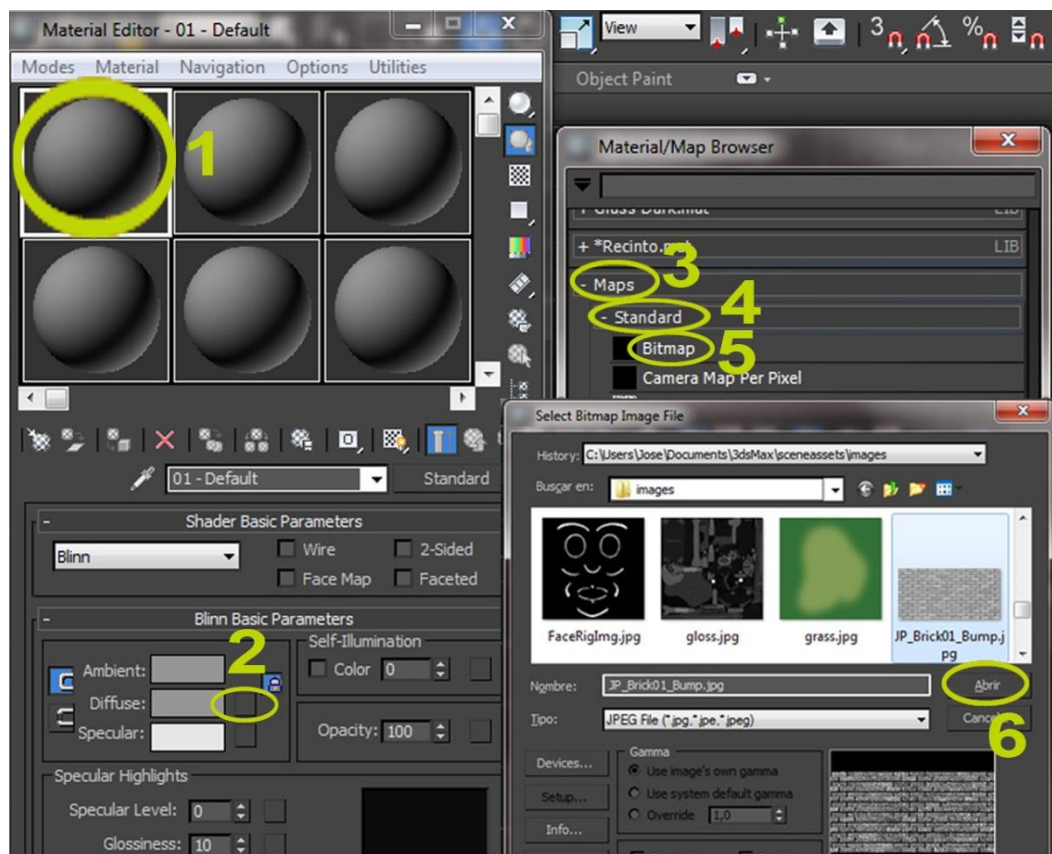 Material Editor - 01 - Default
Modes Material Navigation Options Utilities
1
View
3
%
Object Paint
Material/Map Browser
+ Glass Dark.mat LIB
+ *Recinto.mat LIB
3
- Maps
- Standard
4
Bitmap
5
Camera Map Per Pixel
01 - Default
Standard
- Shader Basic Parameters
Blinn
Wire
2-Sided
Face Map
Faceted
- Blinn Basic Parameters
2
Ambient:
Diffuse:
Specular:
Self-Illumination
Color 0
Opacity: 100
Specular Highlights
Specular Level: 0
Glossiness: 10
Select Bitmap Image File
History: C:\Users\Jose\Documents\3dsMax\sceneassets\images
Buscar en: images
FaceRigImg.jpg
gloss.jpg
grass.jpg
JP_Brick01_Bump.j
pg
Nombre: JP_Brick01_Bump.jpg
Abrir
Tipo: JPEG File (*.jpg,*.jpe,*.jpeg)
6
Devices...
Setup...
Info...
Gamma
Use image's own gamma
Use system default gamma
Override 1,0